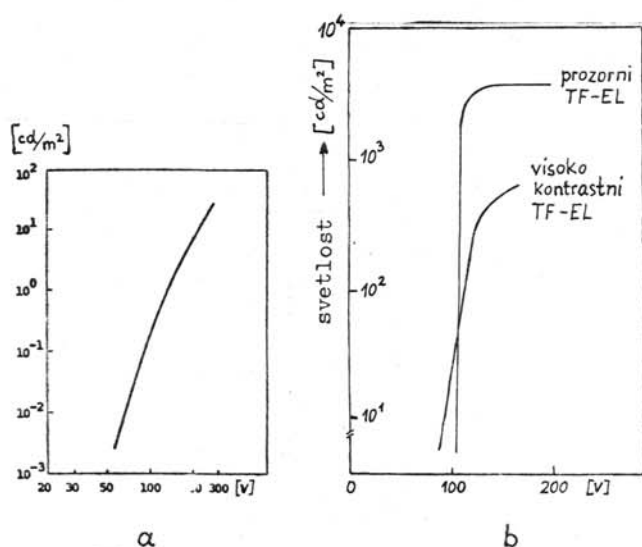 [cd/m²]
10²
10¹
10⁰
10⁻¹
10⁻²
10⁻³
20 30 50 100 300 [V]
a
svetlost → [cd/m²]
10⁴
10³
10²
10¹
prozorni
TF-EL
visoko
kontrastni
TF-EL
0 100 200 [V]
b